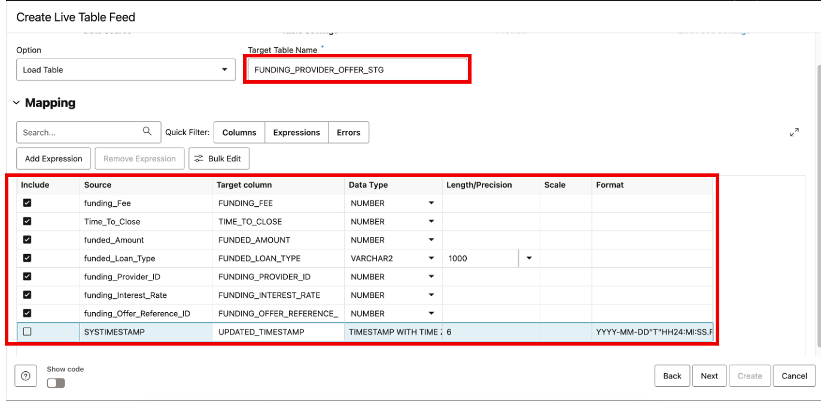 Create Live Table Feed
Option
Target Table Name *
Load Table
FUNDING_PROVIDER_OFFER_STG
Mapping
Search...
Quick Filter:
Columns
Expressions
Errors
Add Expression
Remove Expression
Bulk Edit
Include Source Target column Data Type Length/Precision Scale Format
funding_Fee FUNDING_FEE NUMBER
Time_To_Close TIME_TO_CLOSE NUMBER
funded_Amount FUNDED_AMOUNT NUMBER
funded_Loan_Type FUNDED_LOAN_TYPE VARCHAR2 1000
funding_Provider_ID FUNDING_PROVIDER_ID NUMBER
funding_Interest_Rate FUNDING_INTEREST_RATE NUMBER
funding_Offer_Reference_ID FUNDING_OFFER_REFERENCE_ NUMBER
SYSTIMESTAMP UPDATED_TIMESTAMP TIMESTAMP WITH TIME 6 YYYY-MM-DD"T"HH24:MI:SS.F
Show code
Back
Next
Create
Cancel